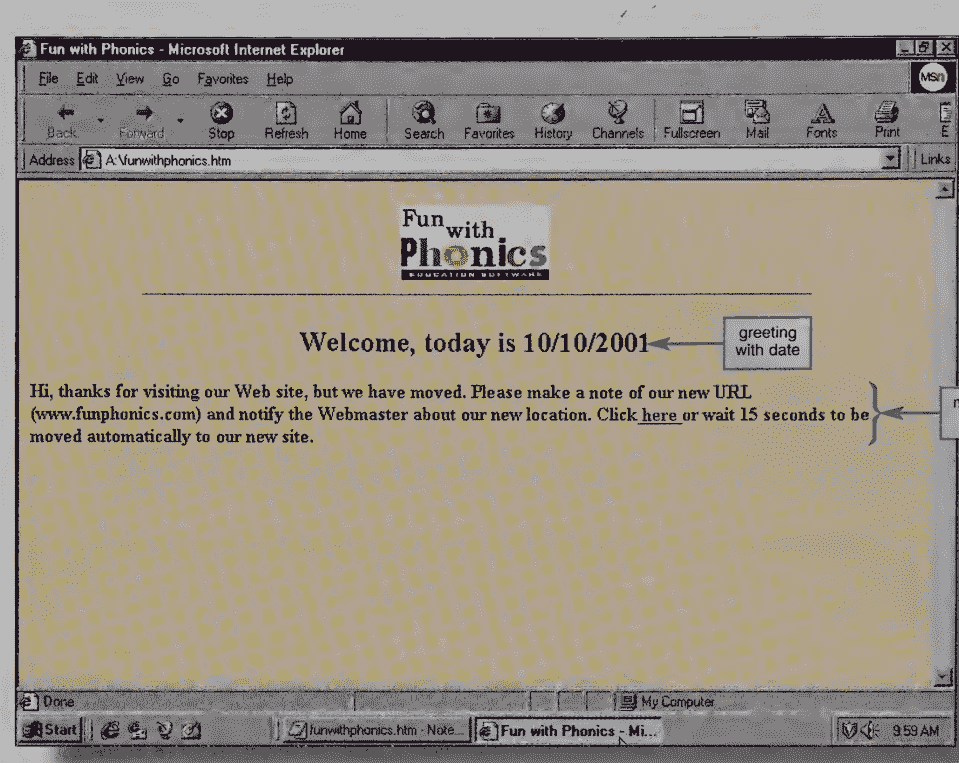 Fun with Phonics - Microsoft Internet Explorer
File Edit View Go Favorites Help
MSn
Back Forward Stop Refresh Home Search Favorites History Channels Fullscreen Mail Fonts Print E
Address A:\funwithphonics.htm Links
Fun
with
Phonics
EDUCATION SOFTWARE
Welcome, today is 10/10/2001
greeting
with date
Hi, thanks for visiting our Web site, but we have moved. Please make a note of our new URL
(www.funphonics.com) and notify the Webmaster about our new location. Click here or wait 15 seconds to be
moved automatically to our new site.
Done My Computer
Start funwithphonics.htm - Note... Fun with Phonics - Mi... 9:59 AM